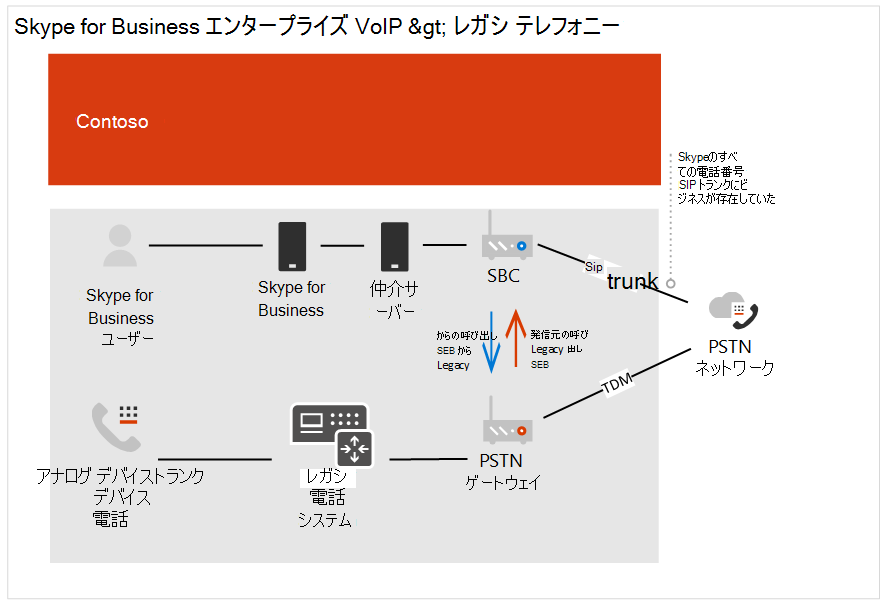 Skype for Business エンタープライズ VoIP &gt; レガシ テレフォニー
Contoso
Skypeのすべ
ての電話番号
SIPトランクにビ
ジネスが存在していた
Skype for
Business
ユーザー
Skype for
Business
仲介サ
ーバー
SBC
Sip
trunk
PSTN
ネットワーク
からの呼び出し
SEB から
Legacy
発信元の呼び
Legacy 出し
SEB
TDM
アナログ デバイストランク
デバイス
電話
レガシ
電話
システム
PSTN
ゲートウェイ